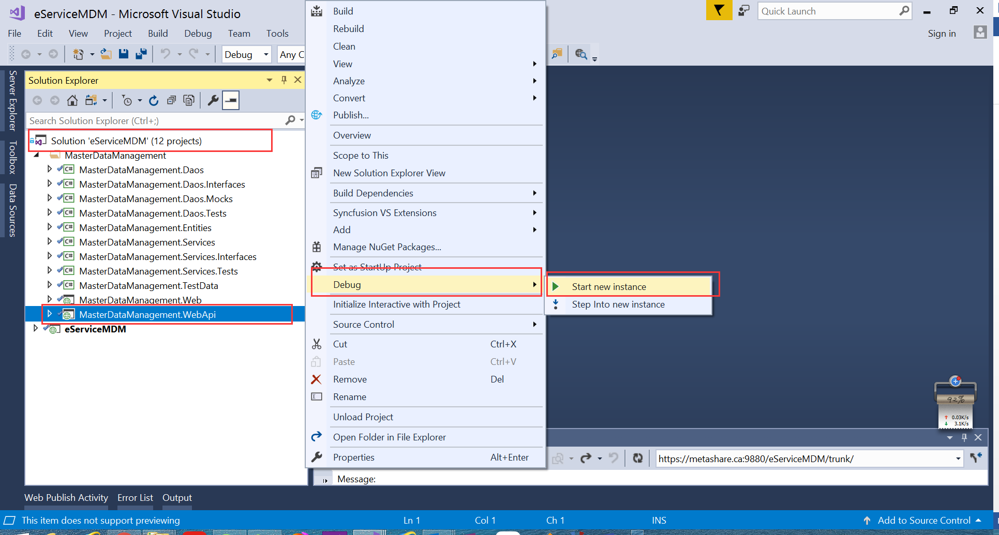 eServiceMDM - Microsoft Visual Studio
Quick Launch
File Edit View Project Build Debug Team Tools
Sign in
Debug
Any C
Server Explorer
Toolbox
Data Sources
Solution Explorer
Search Solution Explorer (Ctrl+;)
Solution 'eServiceMDM' (12 projects)
MasterDataManagement
C# MasterDataManagement.Daos
C# MasterDataManagement.Daos.Interfaces
C# MasterDataManagement.Daos.Mocks
C# MasterDataManagement.Daos.Tests
C# MasterDataManagement.Entities
C# MasterDataManagement.Services
C# MasterDataManagement.Services.Interfaces
C# MasterDataManagement.Services.Tests
C# MasterDataManagement.TestData
MasterDataManagement.Web
MasterDataManagement.WebApi
eServiceMDM
Build
Rebuild
Clean
View
Analyze
Convert
Publish...
Overview
Scope to This
New Solution Explorer View
Build Dependencies
Syncfusion VS Extensions
Add
Manage NuGet Packages...
Set as StartUp Project
Debug
Start new instance
Step Into new instance
Initialize Interactive with Project
Source Control
Cut Ctrl+X
Paste Ctrl+V
Remove Del
Rename
Unload Project
Open Folder in File Explorer
Properties Alt+Enter
92%
0.03K/s
3.1K/s
https://metashare.ca:9880/eServiceMDM/trunk/
Message:
Web Publish Activity Error List Output
This item does not support previewing Ln 1 Col 1 Ch 1 INS Add to Source Control